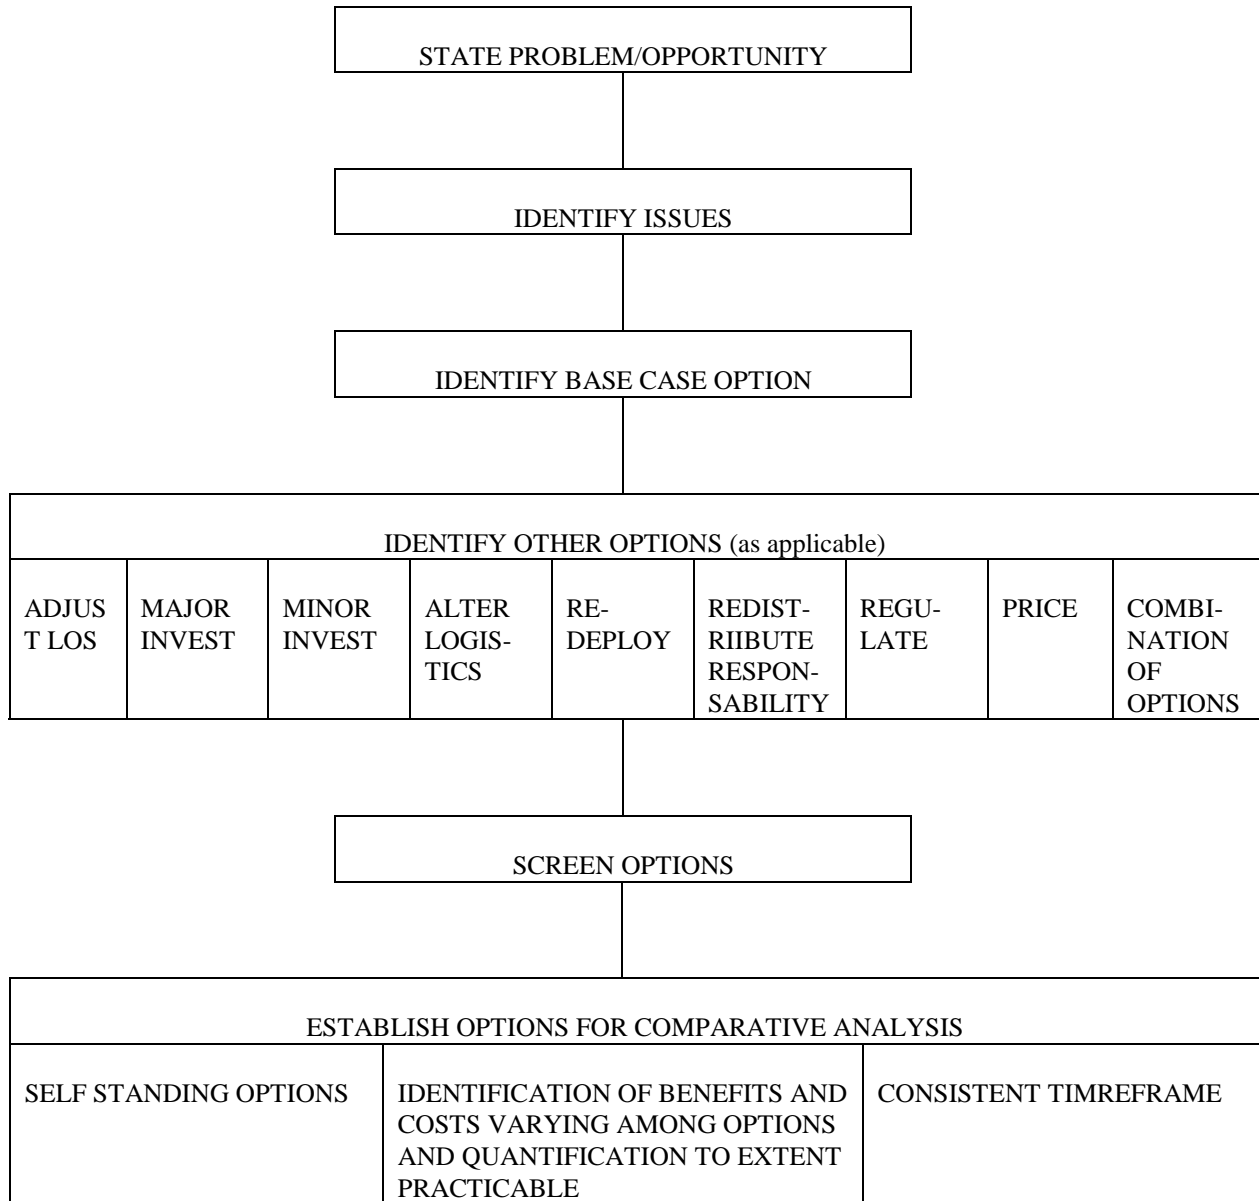 STATE PROBLEM/OPPORTUNITY
IDENTIFY ISSUES
IDENTIFY BASE CASE OPTION
IDENTIFY OTHER OPTIONS (as applicable)
ADJUS
T LOS
MAJOR
INVEST
MINOR
INVEST
ALTER
LOGIS-
TICS
RE-
DEPLOY
REDIST-
RIIBUTE
RESPON-
SABILITY
REGU-
LATE
PRICE
COMBI-
NATION
OF
OPTIONS
SCREEN OPTIONS
ESTABLISH OPTIONS FOR COMPARATIVE ANALYSIS
SELF STANDING OPTIONS
IDENTIFICATION OF BENEFITS AND
COSTS VARYING AMONG OPTIONS
AND QUANTIFICATION TO EXTENT
PRACTICABLE
CONSISTENT TIMREFRAME